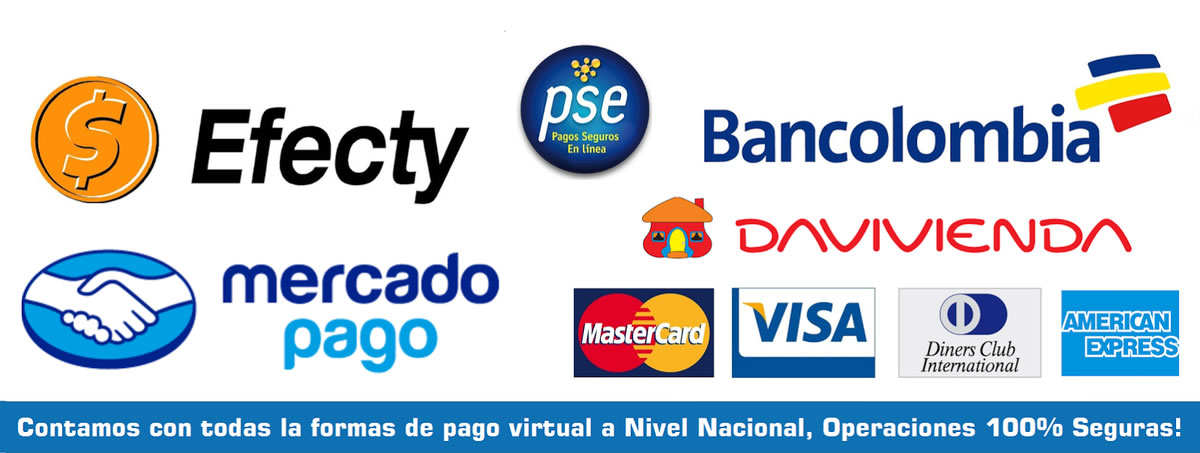 $
Efecty
pse
Pagos Seguros
En línea
Bancolombia
DAVIVIENDA
mercado
pago
MasterCard
VISA
Diners Club
International
AMERICAN
EXPRESS
Contamos con todas la formas de pago virtual a Nivel Nacional, Operaciones 100% Seguras!